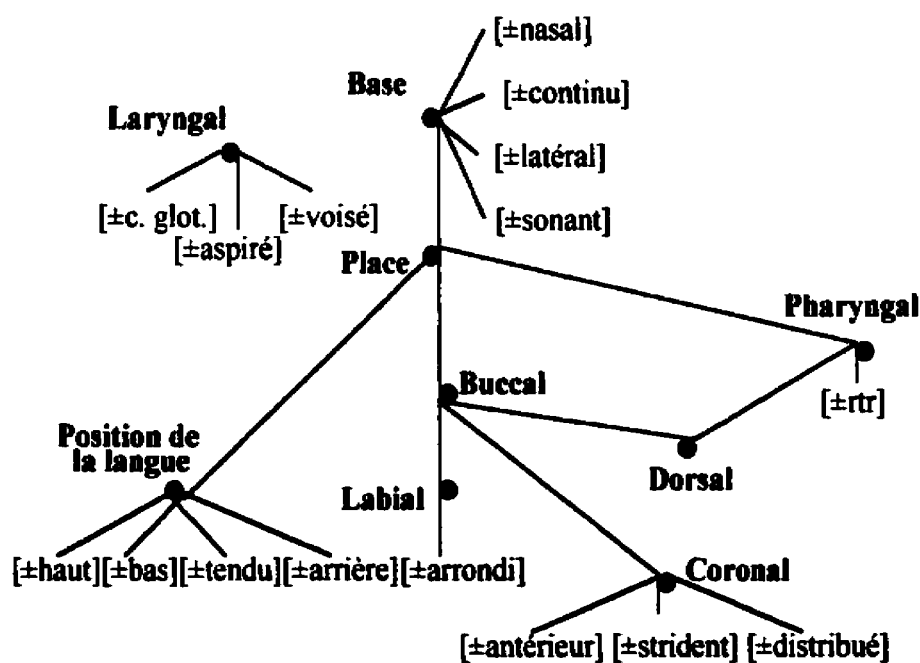 [±nasal]
Base
[±continu]
Laryngal
[±latéral]
[±c. glot.]
[±voisé]
[±aspiré]
[±sonant]
Place
Pharyngal
[±rtr]
Buccal
Position de
la langue
Dorsal
Labial
[±haut][±bas][±tendu][±arrière][±arrondi]
Coronal
[±antérieur] [±strident] [±distribué]